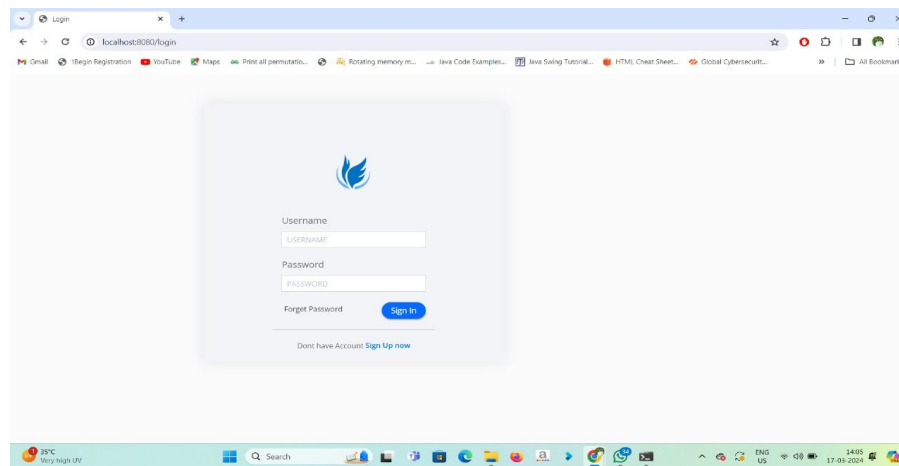 Login
localhost:8080/login
Gmail 1Begin Registration YouTube Maps Print all permutatio... Rotating memory m... Java Code Examples... Java Swing Tutorial... HTML Cheat Sheet... Global Cybersecurit... » All Bookmark
Username
USERNAME
Password
PASSWORD
Forget Password Sign In
Dont have Account Sign Up now
35°C
Very high UV
Search
ENG
US
14:05
17-03-2024